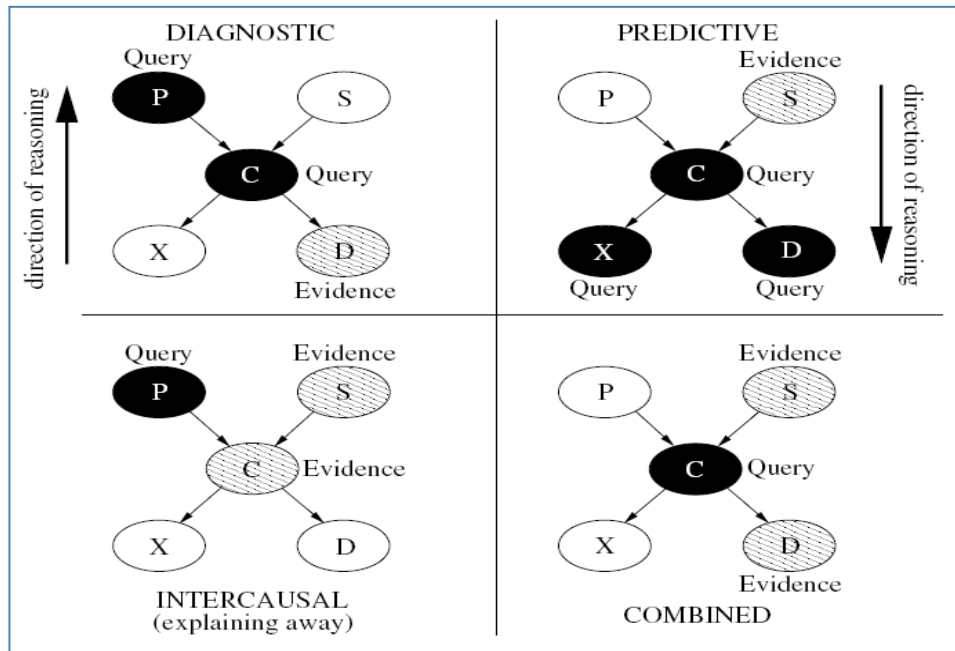 DIAGNOSTIC
Query
P
S
C
Query
X
D
Evidence
direction of reasoning
PREDICTIVE
Evidence
P
S
C
Query
X
D
Query
Query
direction of reasoning
Query
Evidence
P
S
C
Evidence
X
D
INTERCAUSAL
(explaining away)
Evidence
P
S
C
Query
X
D
Evidence
COMBINED